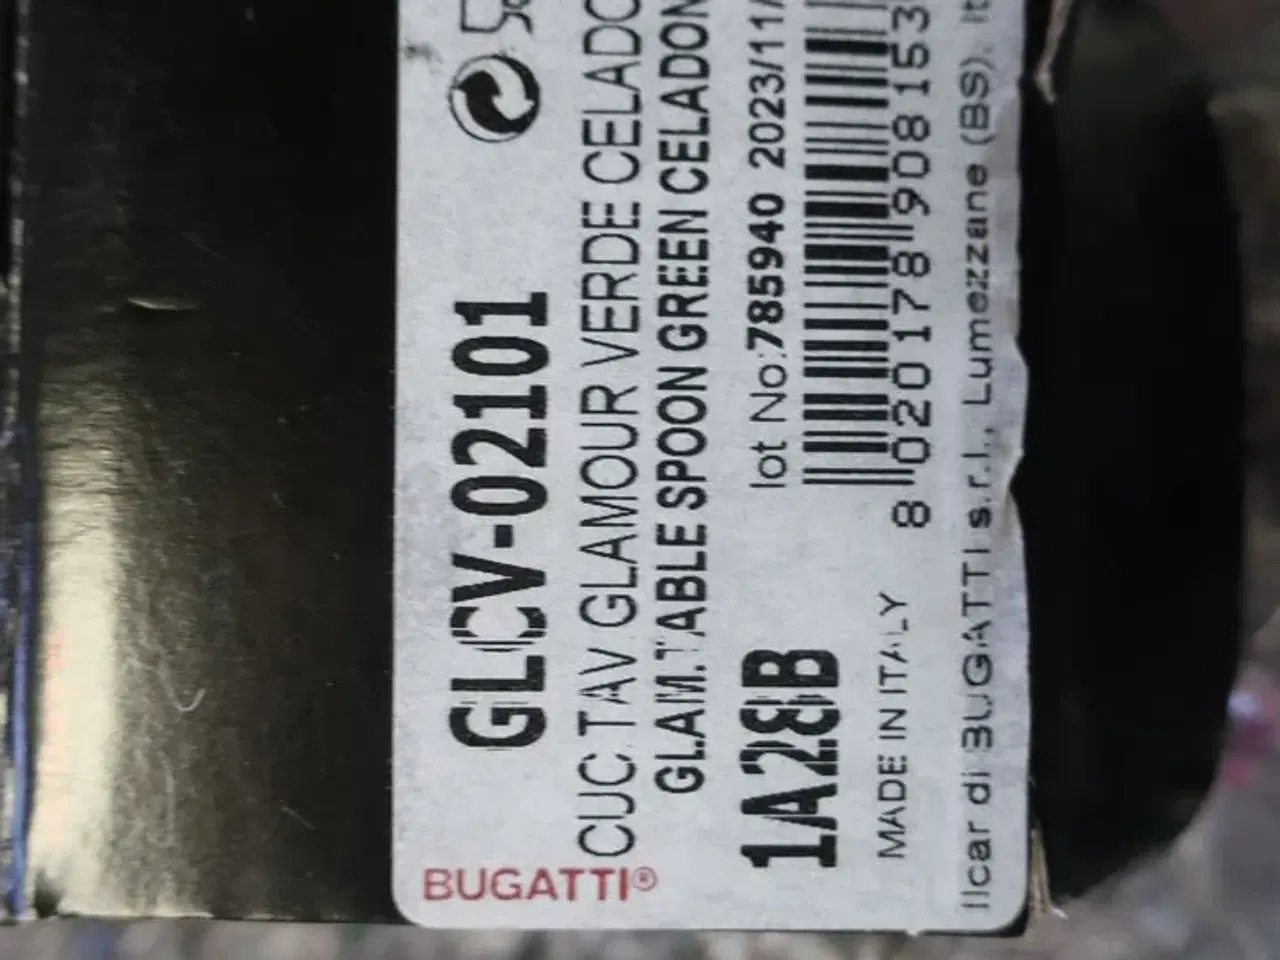 BUGATTI®
GLCV-02101
CUC.TAV GLAMOUR VERDE CELADO
GLAM.TABLE SPOON GREEN CELADON
1A28B
lot No:785940 2023/11/
8 020178 908153
MADE IN ITALY
Ilcar di BUGATTI s.r.l., Lumezzane (BS), It